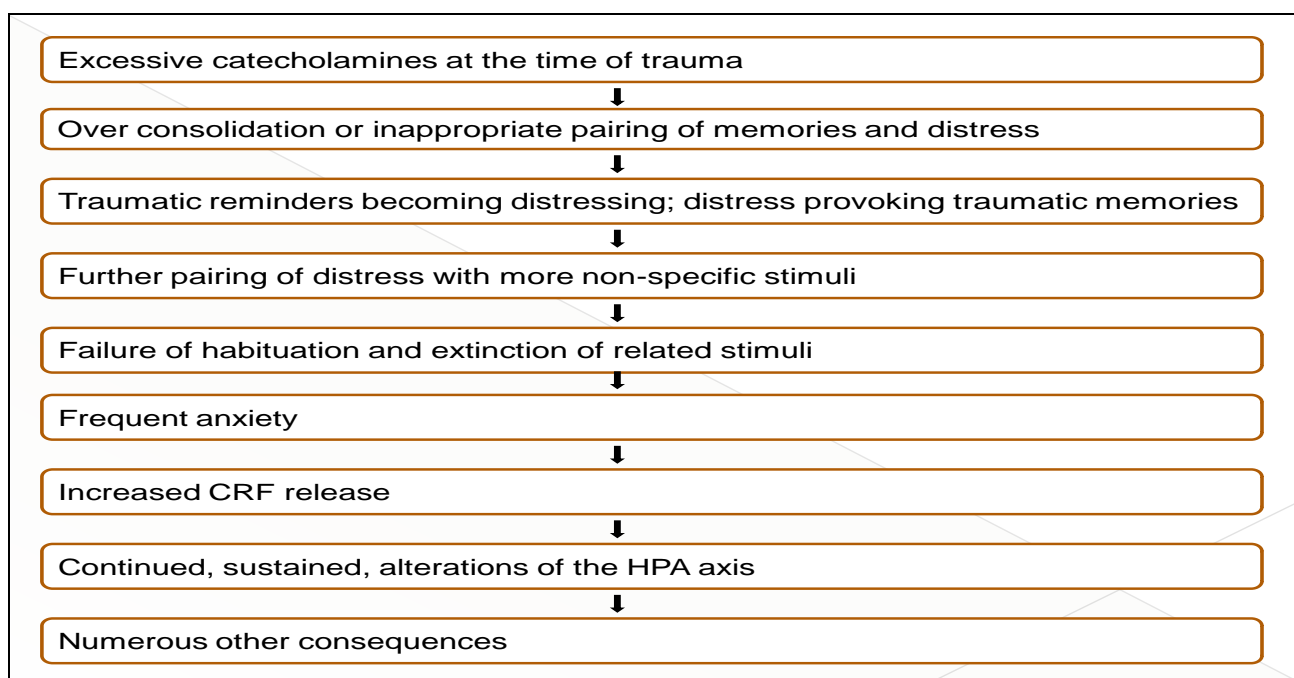 Excessive catecholamines at the time of trauma
Over consolidation or inappropriate pairing of memories and distress
Traumatic reminders becoming distressing; distress provoking traumatic memories
Further pairing of distress with more non-specific stimuli
Failure of habituation and extinction of related stimuli
Frequent anxiety
Increased CRF release
Continued, sustained, alterations of the HPA axis
Numerous other consequences